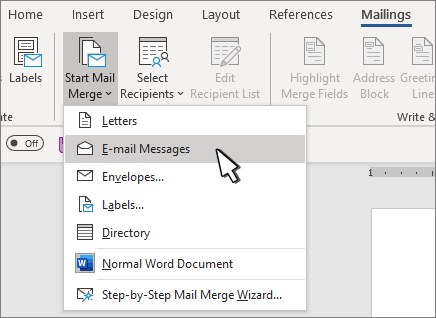 Home Insert Design Layout References Mailings
Labels
Start Mail
Merge
Select
Recipients
Edit
Recipient List
Highlight
Merge Fields
Address
Block
Greeting
Line
Write &
Off
Letters
E-mail Messages
Envelopes...
Labels...
Directory
Normal Word Document
Step-by-Step Mail Merge Wizard...
1